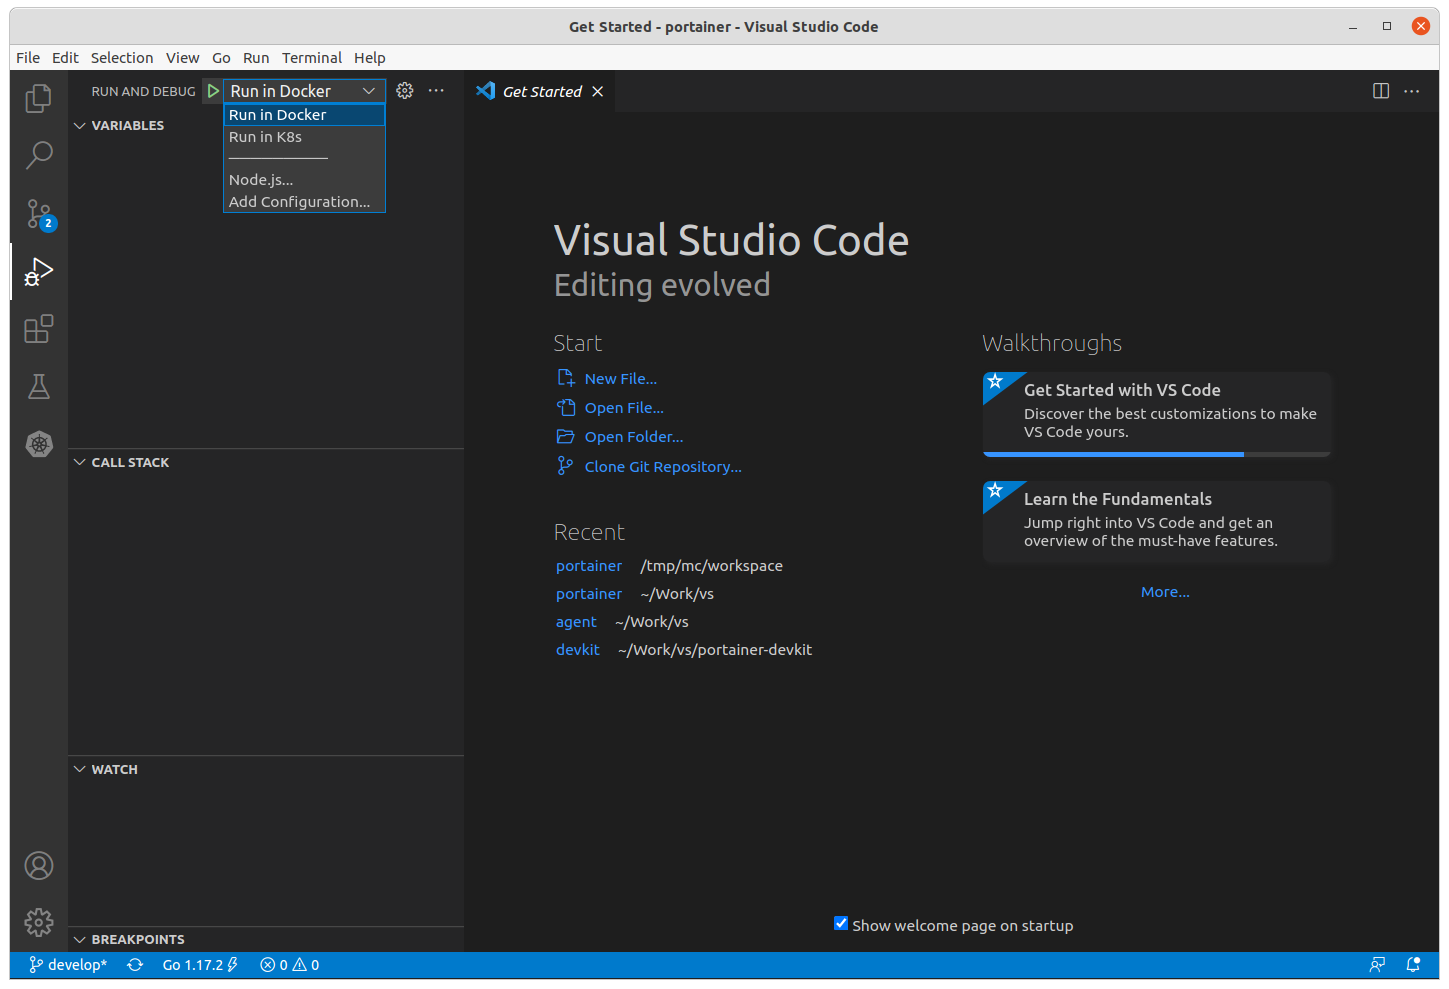 Get Started - portainer - Visual Studio Code
File Edit Selection View Go Run Terminal Help
RUN AND DEBUG Run in Docker
Run in Docker
Run in K8s
Node.js...
Add Configuration...
VARIABLES
2
CALL STACK
WATCH
BREAKPOINTS
Get Started
Visual Studio Code
Editing evolved
Start
New File...
Open File...
Open Folder...
Clone Git Repository...
Recent
portainer /tmp/mc/workspace
portainer ~/Work/vs
agent ~/Work/vs
devkit ~/Work/vs/portainer-devkit
Walkthroughs
Get Started with VS Code
Discover the best customizations to make
VS Code yours.
Learn the Fundamentals
Jump right into VS Code and get an
overview of the must-have features.
More...
Show welcome page on startup
develop* Go 1.17.2 0 0